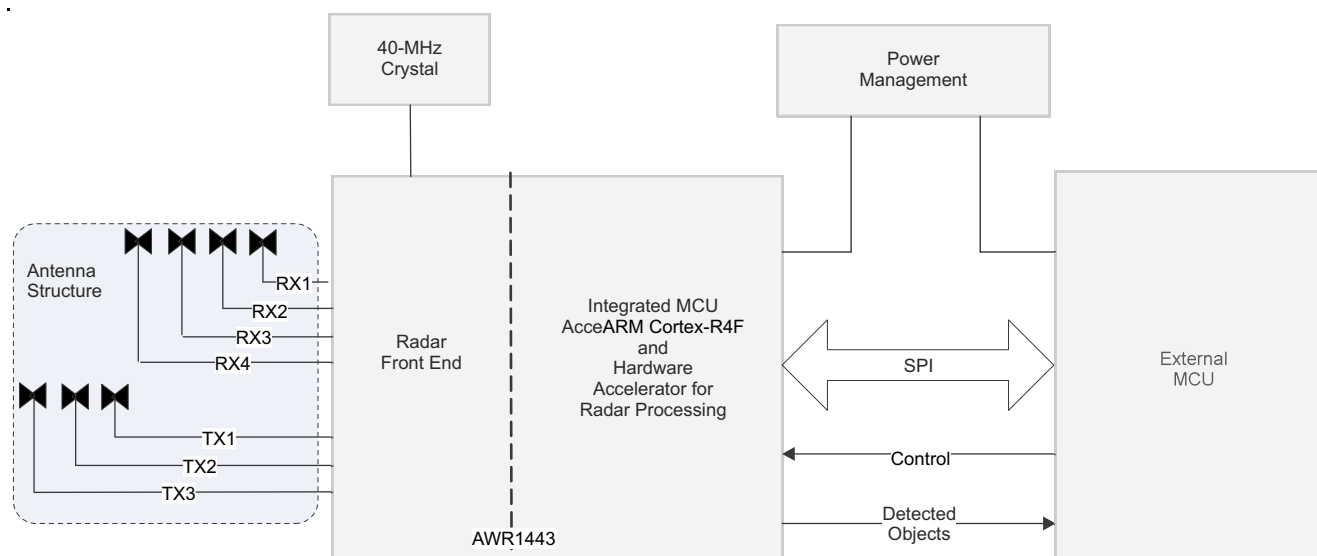 .
40-MHz
Crystal
Power
Management
Antenna
Structure
RX1
RX2
RX3
RX4
TX1
TX2
TX3
Radar
Front End
Integrated MCU
AcceARM Cortex-R4F
and
Hardware
Accelerator for
Radar Processing
AWR1443
SPI
Control
Detected
Objects
External
MCU